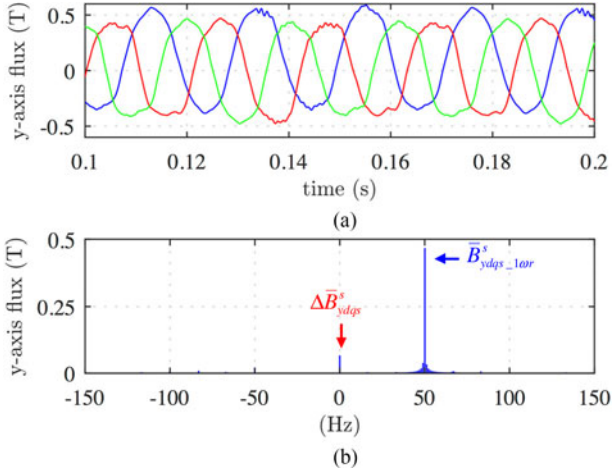 (a)
y-axis flux (T)
0.5
0
-0.5
0.1 0.12 0.14 0.16 0.18 0.2
time (s)
(a)
y-axis flux (T)
0.5
0.25
0
-150 -100 -50 0 50 100 150
(Hz)
ΔB̅ˢydqs
B̅ˢydqs_1ωr
(b)